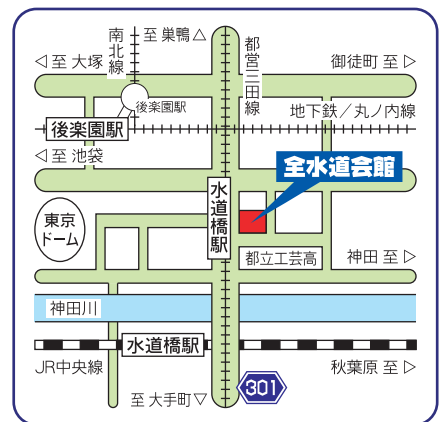 至 巣鴨 △
南北線
◁ 至 大塚
都営三田線
御徒町 至 ▷
後楽園駅
地下鉄／丸ノ内線
後楽園駅
◁ 至 池袋
全水道会館
水道橋駅
東京
ドーム
都立工芸高
神田 至 ▷
神田川
水道橋駅
JR中央線
秋葉原 至 ▷
至 大手町 ▽
301